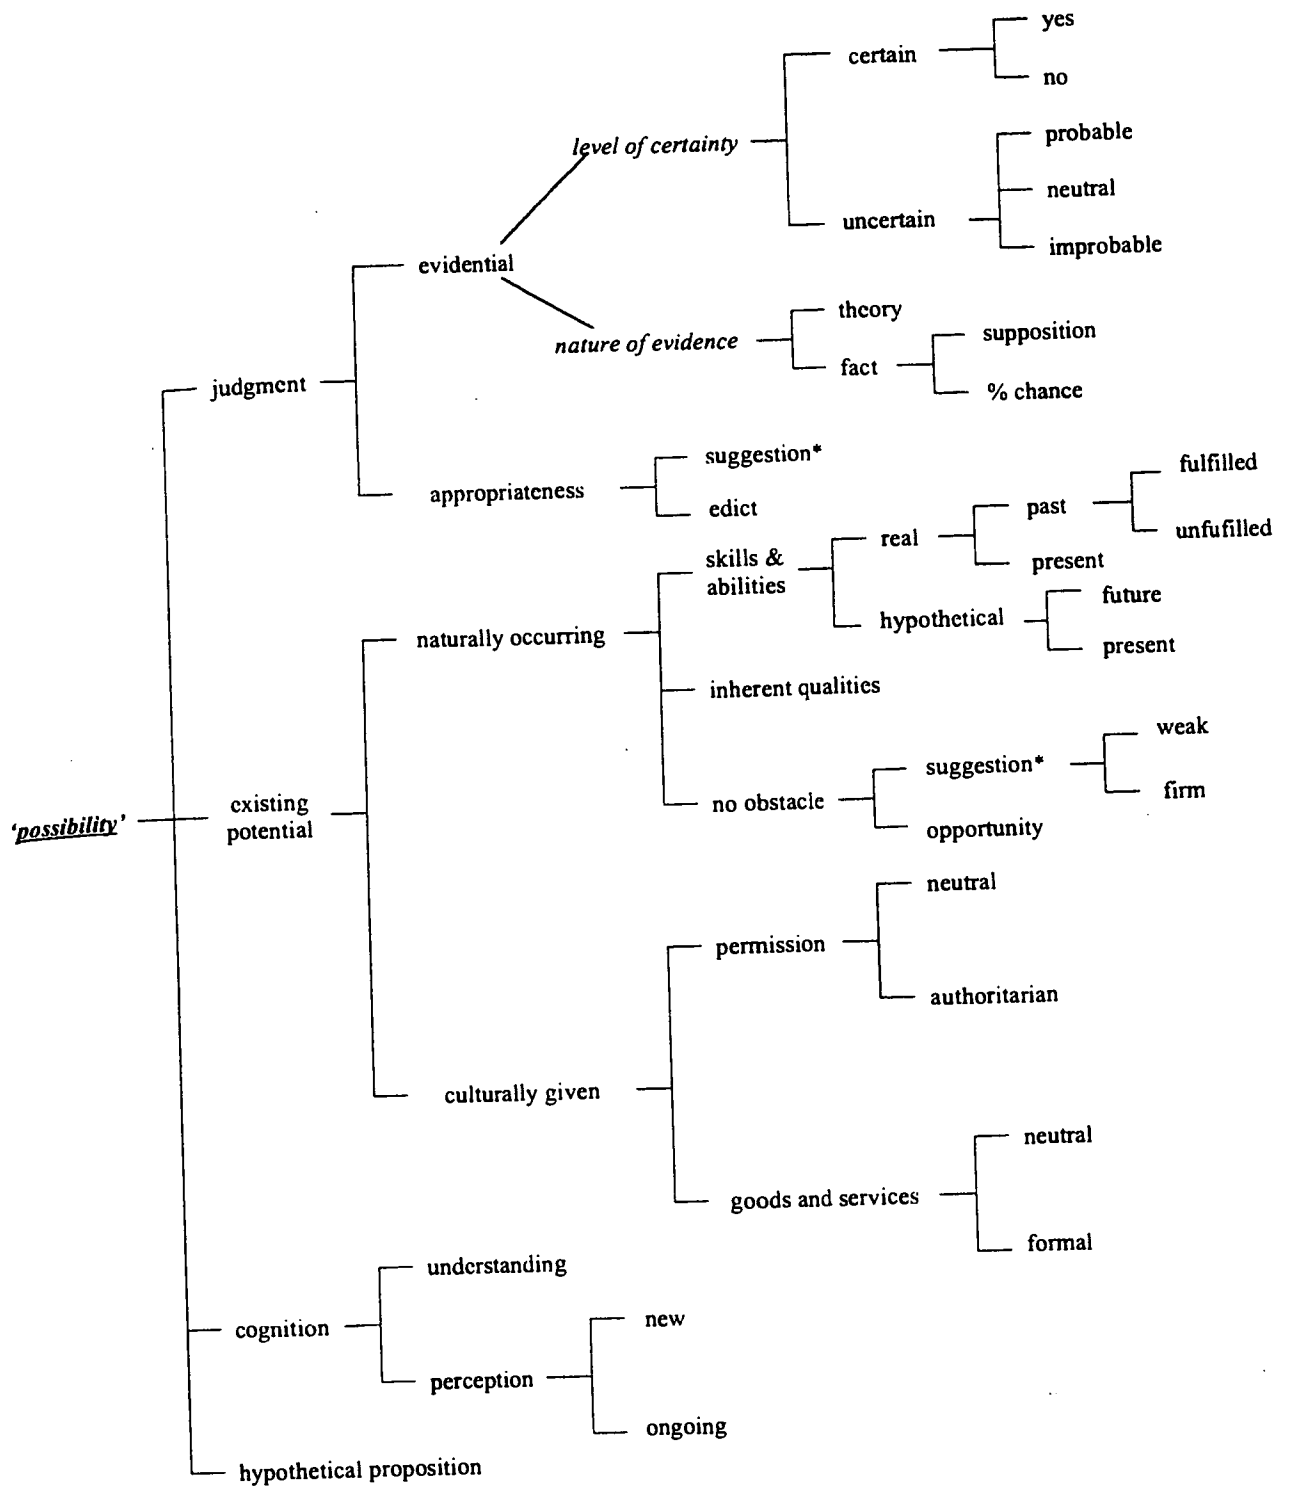 yes
certain
no
probable
level of certainty
neutral
uncertain
improbable
evidential
theory
supposition
nature of evidence
fact
% chance
judgment
suggestion*
fulfilled
appropriateness
edict
past
unfufilled
skills &
abilities
real
present
future
hypothetical
naturally occurring
present
inherent qualities
weak
suggestion*
firm
no obstacle
opportunity
existing
potential
'possibility'
neutral
permission
authoritarian
culturally given
neutral
goods and services
formal
understanding
new
cognition
perception
ongoing
hypothetical proposition